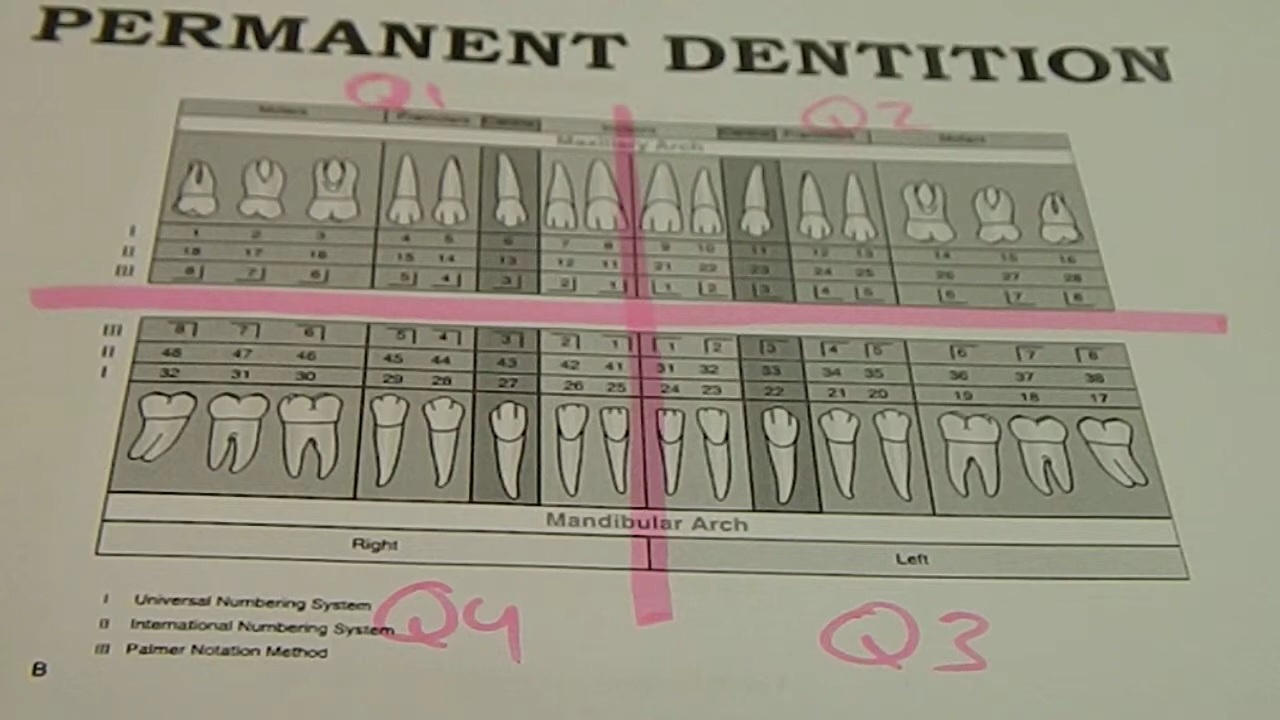 PERMANENT DENTITION
Q1 Q2
Molars Premolars Incisors Premolars Molars
Maxillary Arch
I 1 2 3 4 5 6 7 8 9 10 11 12 13 14 15 16
II 18 17 16 15 14 13 12 11 21 22 23 24 25 26 27 28
III 8 7 6 5 4 3 2 1 1 2 3 4 5 6 7 8
III 8 7 6 5 4 3 2 1 1 2 3 4 5 6 7 8
II 48 47 46 45 44 43 42 41 31 32 33 34 35 36 37 38
I 32 31 30 29 28 27 26 25 24 23 22 21 20 19 18 17
Mandibular Arch
Right Left
I Universal Numbering System
II International Numbering System
III Palmer Notation Method
Q4 Q3
B